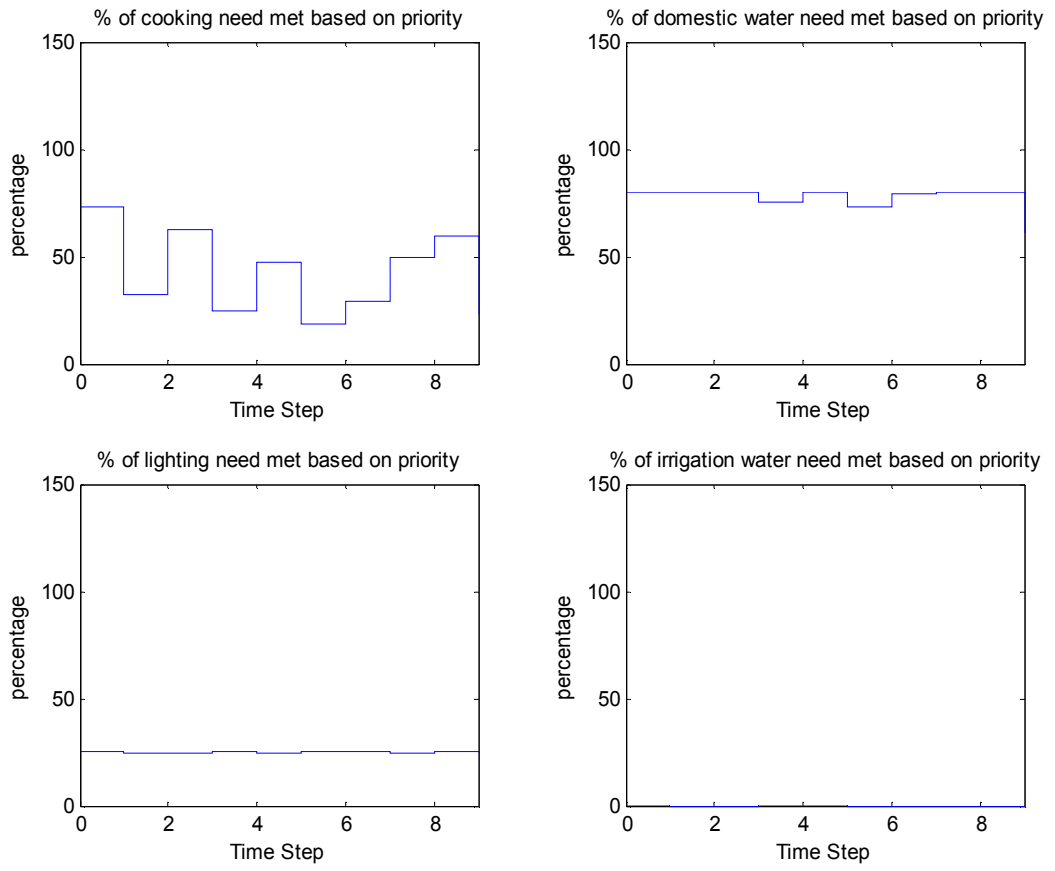 % of cooking need met based on priority
150
100
50
0
percentage
0 2 4 6 8
Time Step
% of domestic water need met based on priority
150
100
50
0
percentage
0 2 4 6 8
Time Step
% of lighting need met based on priority
150
100
50
0
percentage
0 2 4 6 8
Time Step
% of irrigation water need met based on priority
150
100
50
0
percentage
0 2 4 6 8
Time Step